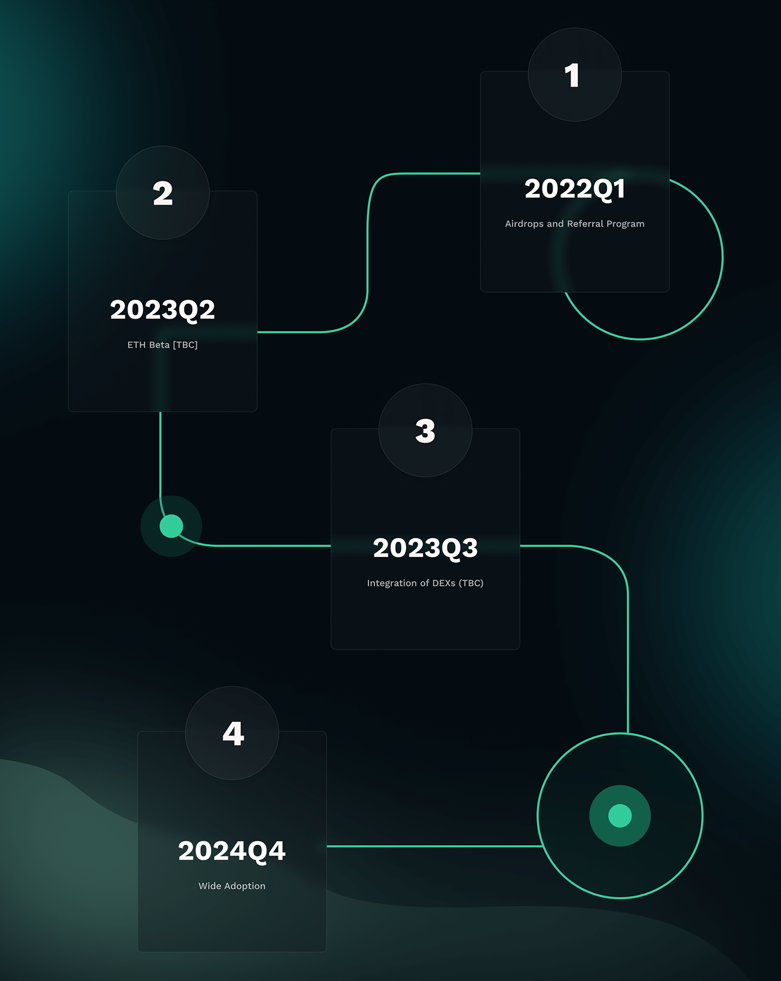 1
2022Q1
Airdrops and Referral Program
2
2023Q2
ETH Beta [TBC]
3
2023Q3
Integration of DEXs (TBC)
4
2024Q4
Wide Adoption